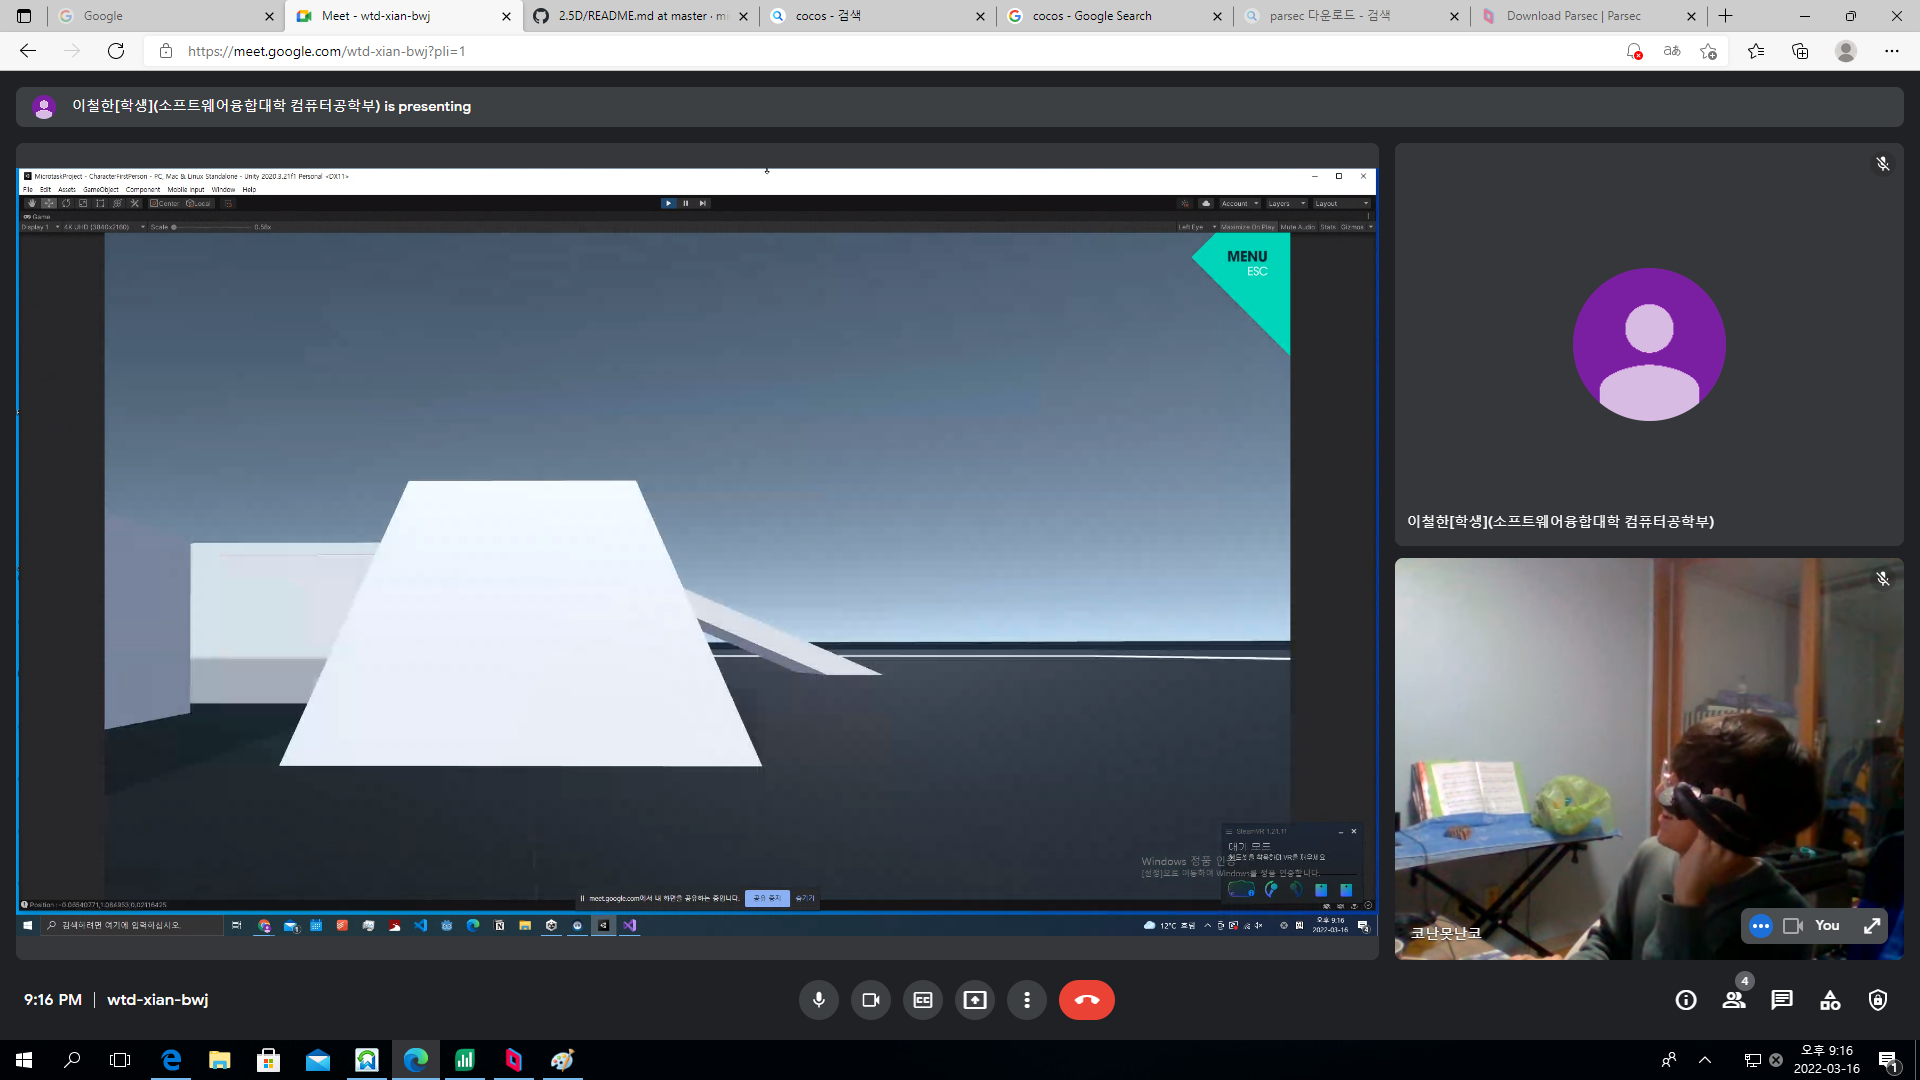 Google
Meet - wtd-xian-bwj
2.5D/README.md at master · m
cocos - 검색
cocos - Google Search
parsec 다운로드 - 검색
Download Parsec | Parsec
https://meet.google.com/wtd-xian-bwj?pli=1
이철한[학생](소프트웨어융합대학 컴퓨터공학부) is presenting
MicrotaskProject - CharacterFirstPerson - PC, Mac & Linux Standalone - Unity 2020.3.21f1 Personal <DX11>
File Edit Assets GameObject Component Mobile Input Window Help
Center Local
Account Layers Layout
Game
Display 1 4K UHD (3840x2160) Scale 0.58x
Left Eye Maximize On Play Mute Audio Stats Gizmos
MENU
ESC
SteamVR 1.21.11
대기 모드
Windows 정품 인증
[설정]으로 이동하여 Windows를 정품 인증합니다.
meet.google.com에서 내 화면을 공유하는 중입니다.
공유 중지
숨기기
검색하려면 여기에 입력하십시오.
12°C 흐림
오후 9:16
2022-03-16
이철한[학생](소프트웨어융합대학 컴퓨터공학부)
코난못난코
You
9:16 PM | wtd-xian-bwj
4
오후 9:16
2022-03-16
1